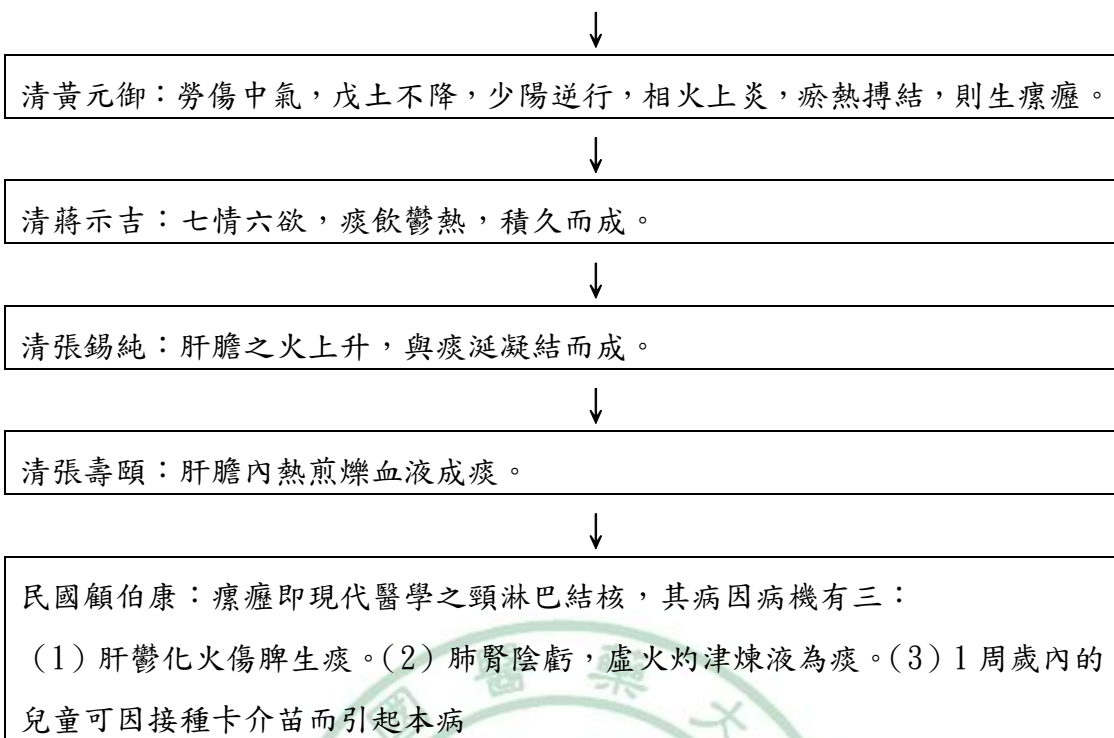 清黃元御：勞傷中氣，戊土不降，少陽逆行，相火上炎，瘀熱搏結，則生瘰癧。
清蔣示吉：七情六欲，痰飲鬱熱，積久而成。
清張錫純：肝膽之火上升，與痰涎凝結而成。
清張壽頤：肝膽內熱煎爍血液成痰。
民國顧伯康：瘰癧即現代醫學之頸淋巴結核，其病因病機有三：
（1）肝鬱化火傷脾生痰。（2）肺腎陰虧，虛火灼津煉液為痰。（3）1 周歲內的
兒童可因接種卡介苗而引起本病
國 醫 藥 大